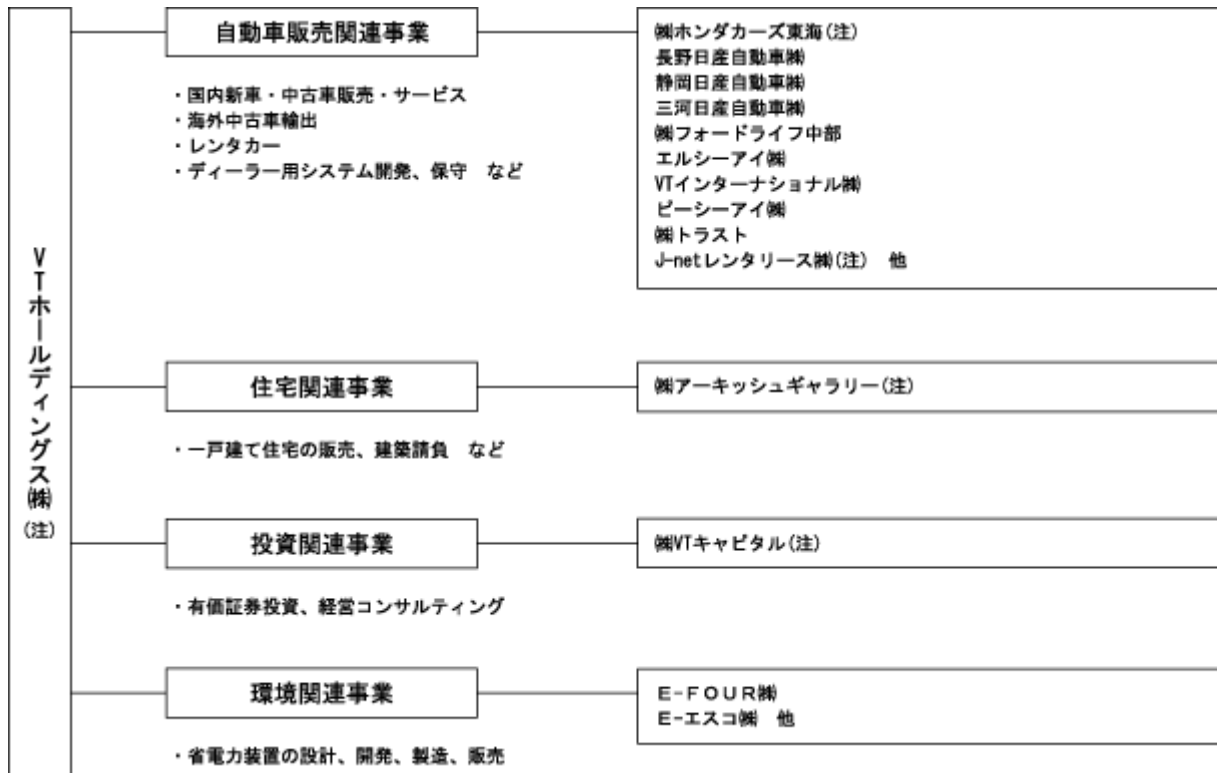 VTホールディングス㈱
(注)
自動車販売関連事業
・国内新車・中古車販売・サービス
・海外中古車輸出
・レンタカー
・ディーラー用システム開発、保守　など
㈱ホンダカーズ東海(注)
長野日産自動車㈱
静岡日産自動車㈱
三河日産自動車㈱
㈱フォードライフ中部
エルシーアイ㈱
VTインターナショナル㈱
ピーシーアイ㈱
㈱トラスト
J-netレンタリース㈱(注)　他
住宅関連事業
・一戸建て住宅の販売、建築請負　など
㈱アーキッシュギャラリー(注)
投資関連事業
・有価証券投資、経営コンサルティング
㈱VTキャピタル(注)
環境関連事業
・省電力装置の設計、開発、製造、販売
Ｅ-ＦＯＵＲ㈱
Ｅ-エスコ㈱　他